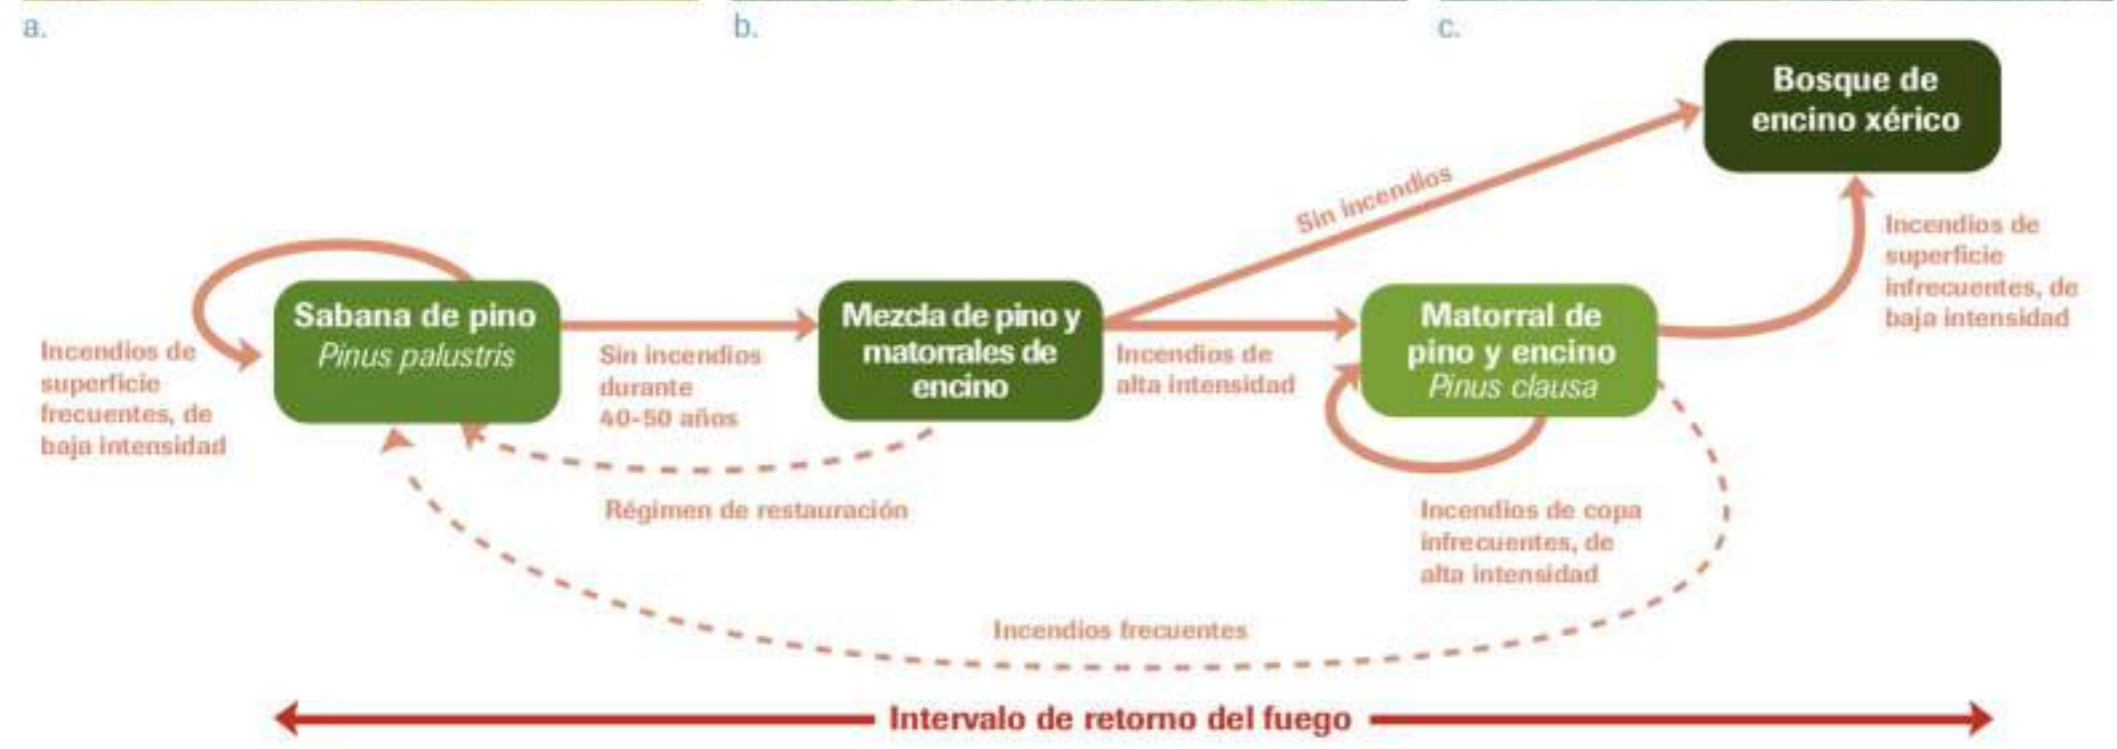 a.
b.
c.
Bosque de
encino xérico
Sin incendios
Incendios de
superficie
infrecuentes, de
baja intensidad
Sabana de pino
Pinus palustris
Mezcla de pino y
matorrales de
encino
Matorral de
pino y encino
Pinus clausa
Incendios de
superficie
frecuentes, de
baja intensidad
Sin incendios
durante
40-50 años
Incendios de
alta intensidad
Régimen de restauración
Incendios de copa
infrecuentes, de
alta intensidad
Incendios frecuentes
Intervalo de retorno del fuego